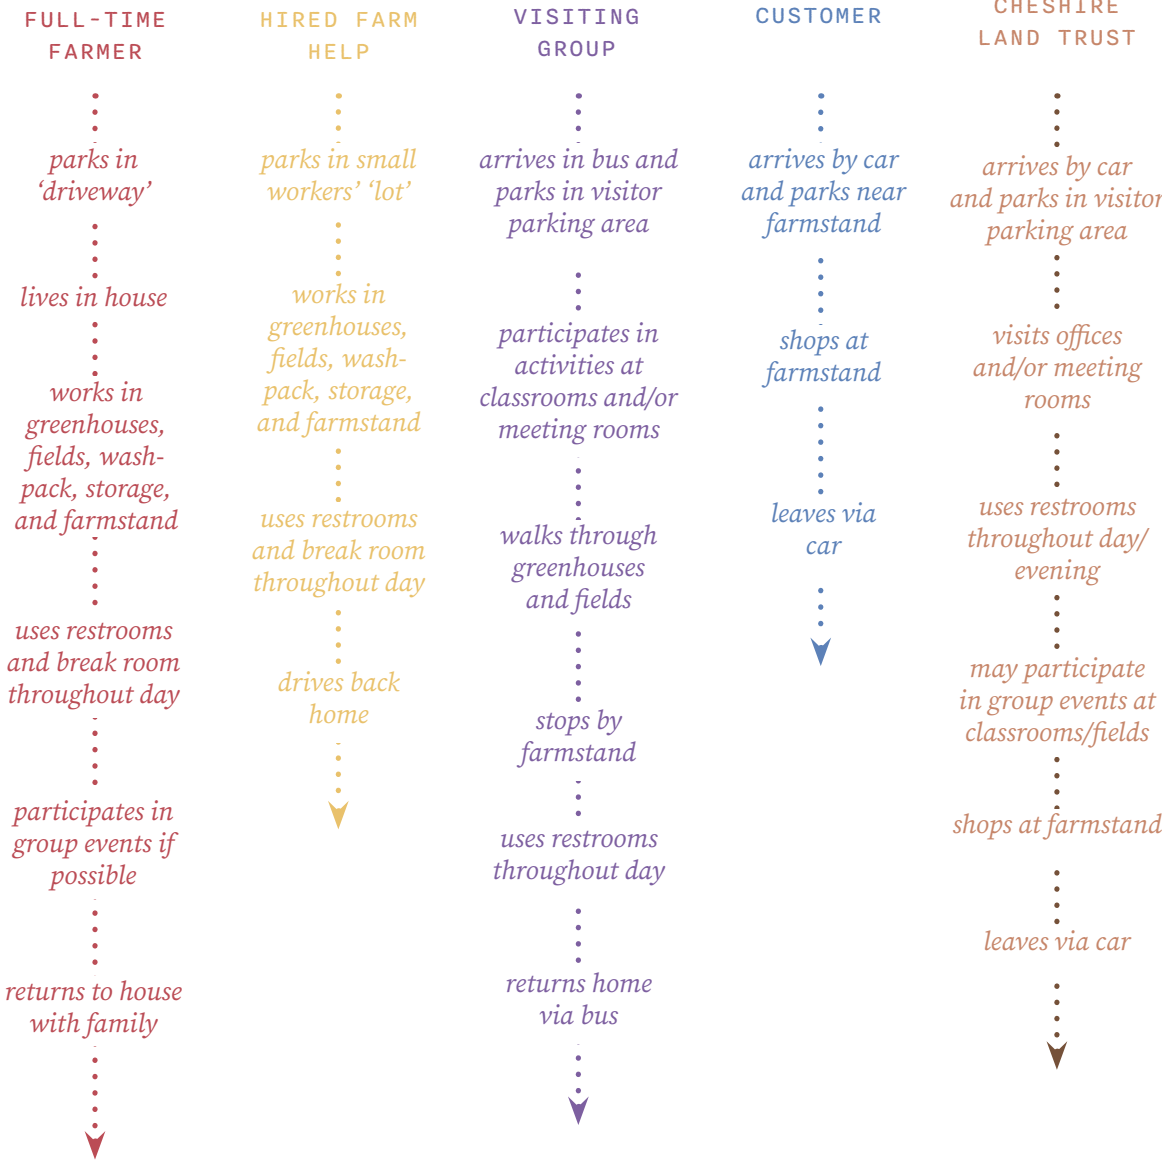 FULL-TIME
FARMER
parks in
‘driveway’
lives in house
works in
greenhouses,
fields, wash-
pack, storage,
and farmstand
uses restrooms
and break room
throughout day
participates in
group events if
possible
returns to house
with family
HIRED FARM
HELP
parks in small
workers’ ‘lot’
works in
greenhouses,
fields, wash-
pack, storage,
and farmstand
uses restrooms
and break room
throughout day
drives back
home
VISITING
GROUP
arrives in bus and
parks in visitor
parking area
participates in
activities at
classrooms and/or
meeting rooms
walks through
greenhouses
and fields
stops by
farmstand
uses restrooms
throughout day
returns home
via bus
CUSTOMER
arrives by car
and parks near
farmstand
shops at
farmstand
leaves via
car
CHESHIRE
LAND TRUST
arrives by car
and parks in visitor
parking area
visits offices
and/or meeting
rooms
uses restrooms
throughout day/
evening
may participate
in group events at
classrooms/fields
shops at farmstand
leaves via car